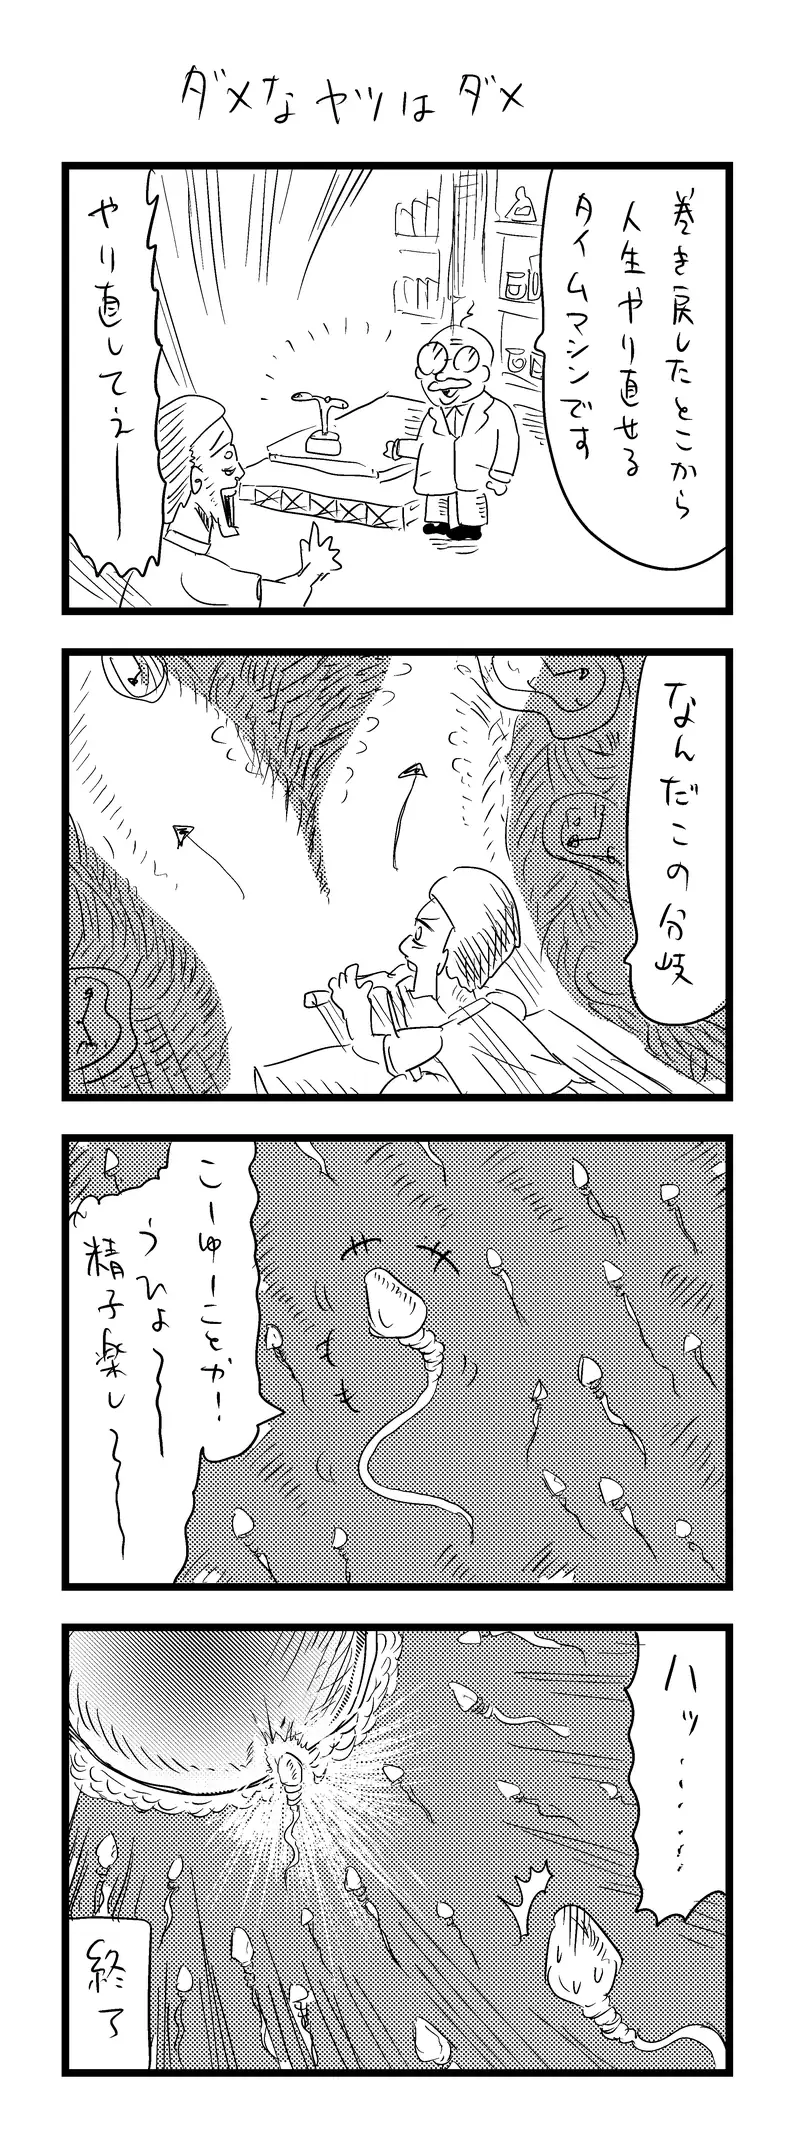 ダメなヤツはダメ
巻き戻したとこから
人生やり直せる
タイムマシンです
やり直してぇー
なんだこの分岐
こーゆーことか!
うひょ～
精子楽し～
ハッ……
終了